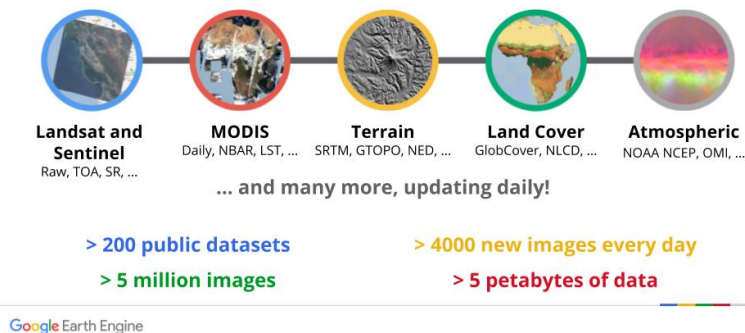 Landsat and
Sentinel
Raw, TOA, SR, ...
MODIS
Daily, NBAR, LST, ...
Terrain
SRTM, GTOPO, NED, ...
Land Cover
GlobCover, NLCD, ...
Atmospheric
NOAA NCEP, OMI, ...
... and many more, updating daily!
> 200 public datasets
> 4000 new images every day
> 5 million images
> 5 petabytes of data
Google Earth Engine